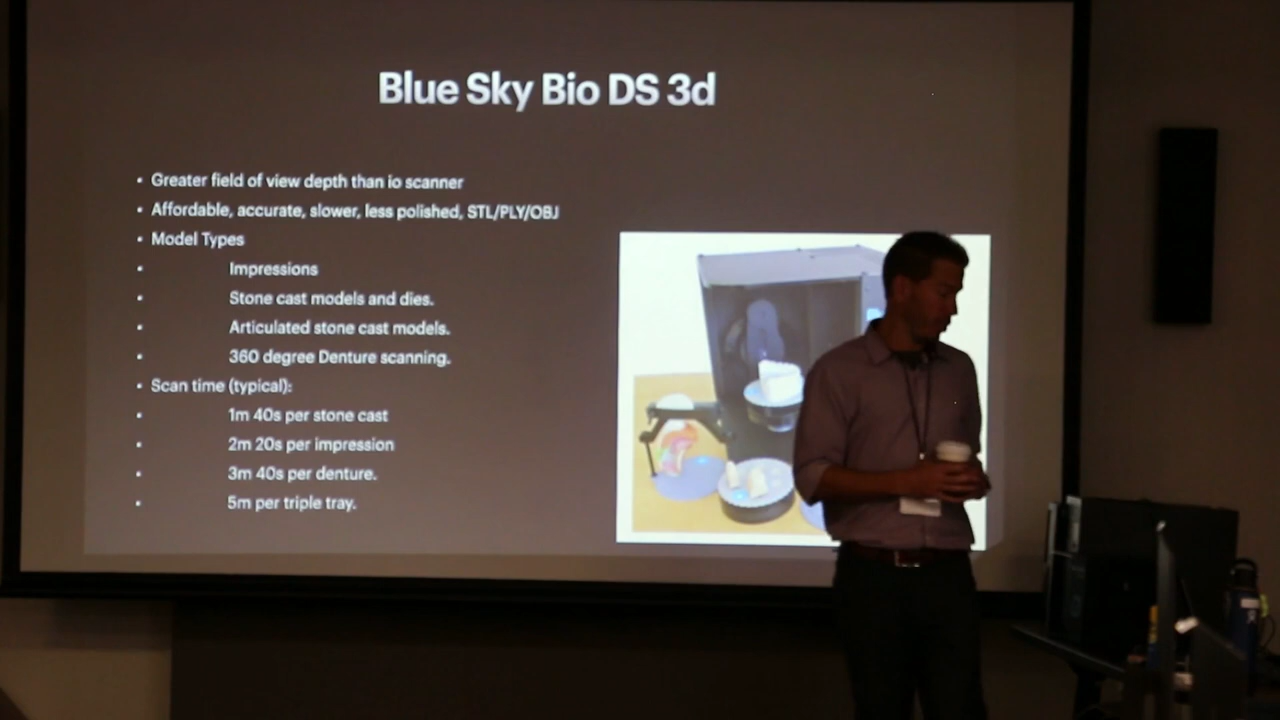 Blue Sky Bio DS 3d
• Greater field of view depth than io scanner
• Affordable, accurate, slower, less polished, STL/PLY/OBJ
• Model Types
• Impressions
• Stone cast models and dies.
• Articulated stone cast models.
• 360 degree Denture scanning.
• Scan time (typical):
• 1m 40s per stone cast
• 2m 20s per impression
• 3m 40s per denture.
• 5m per triple tray.